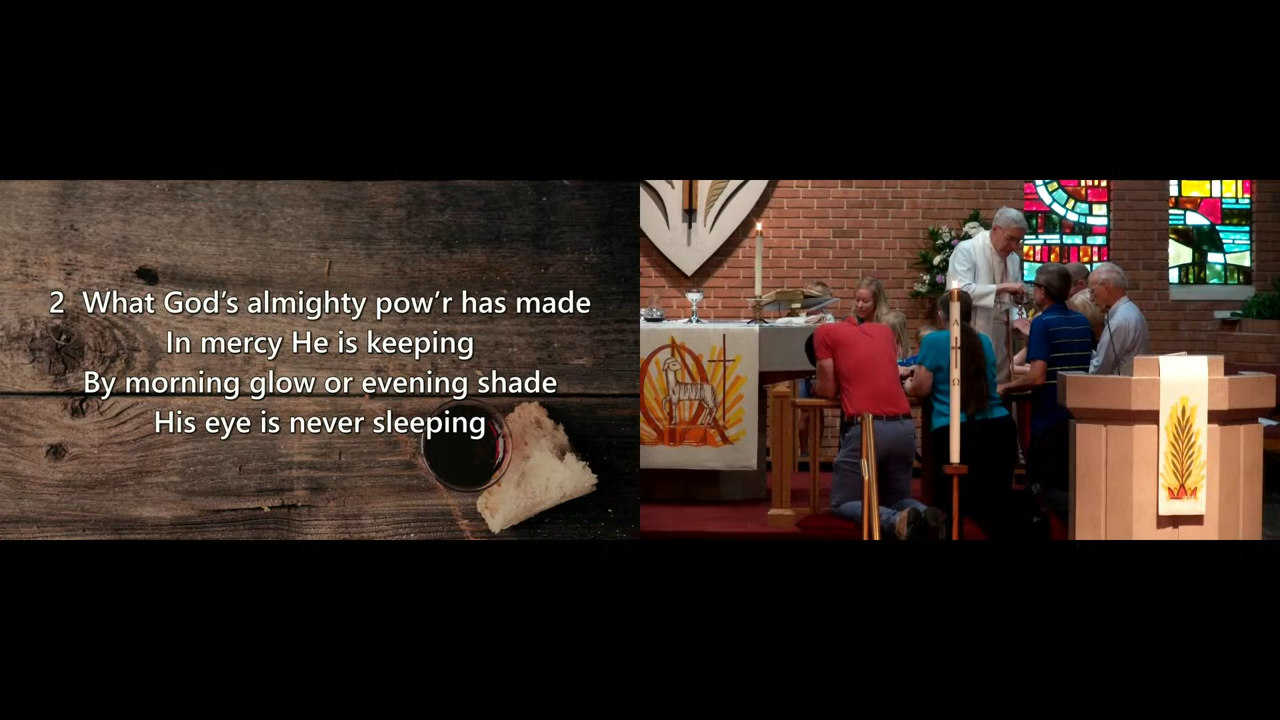 2 What God's almighty pow'r has made
In mercy He is keeping
By morning glow or evening shade
His eye is never sleeping
Α
Ω